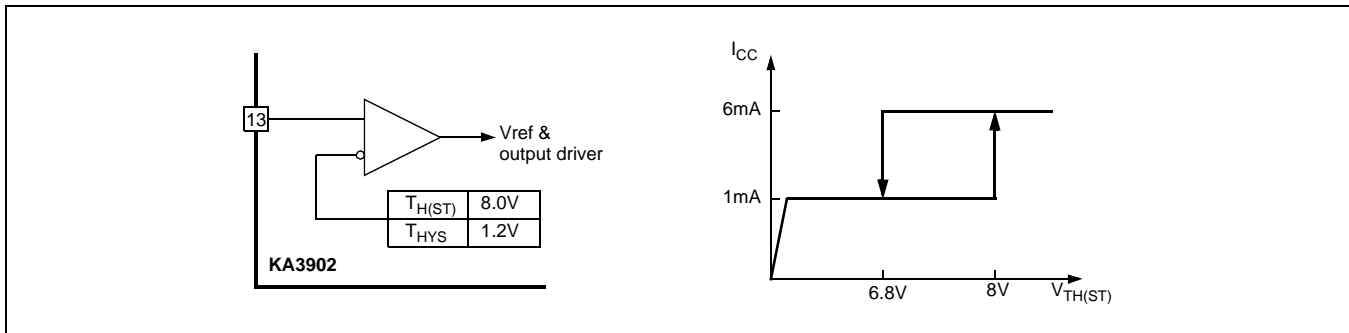 13
Vref &
output driver
TH(ST) 8.0V
THYS 1.2V
KA3902
ICC
6mA
1mA
6.8V 8V VTH(ST)